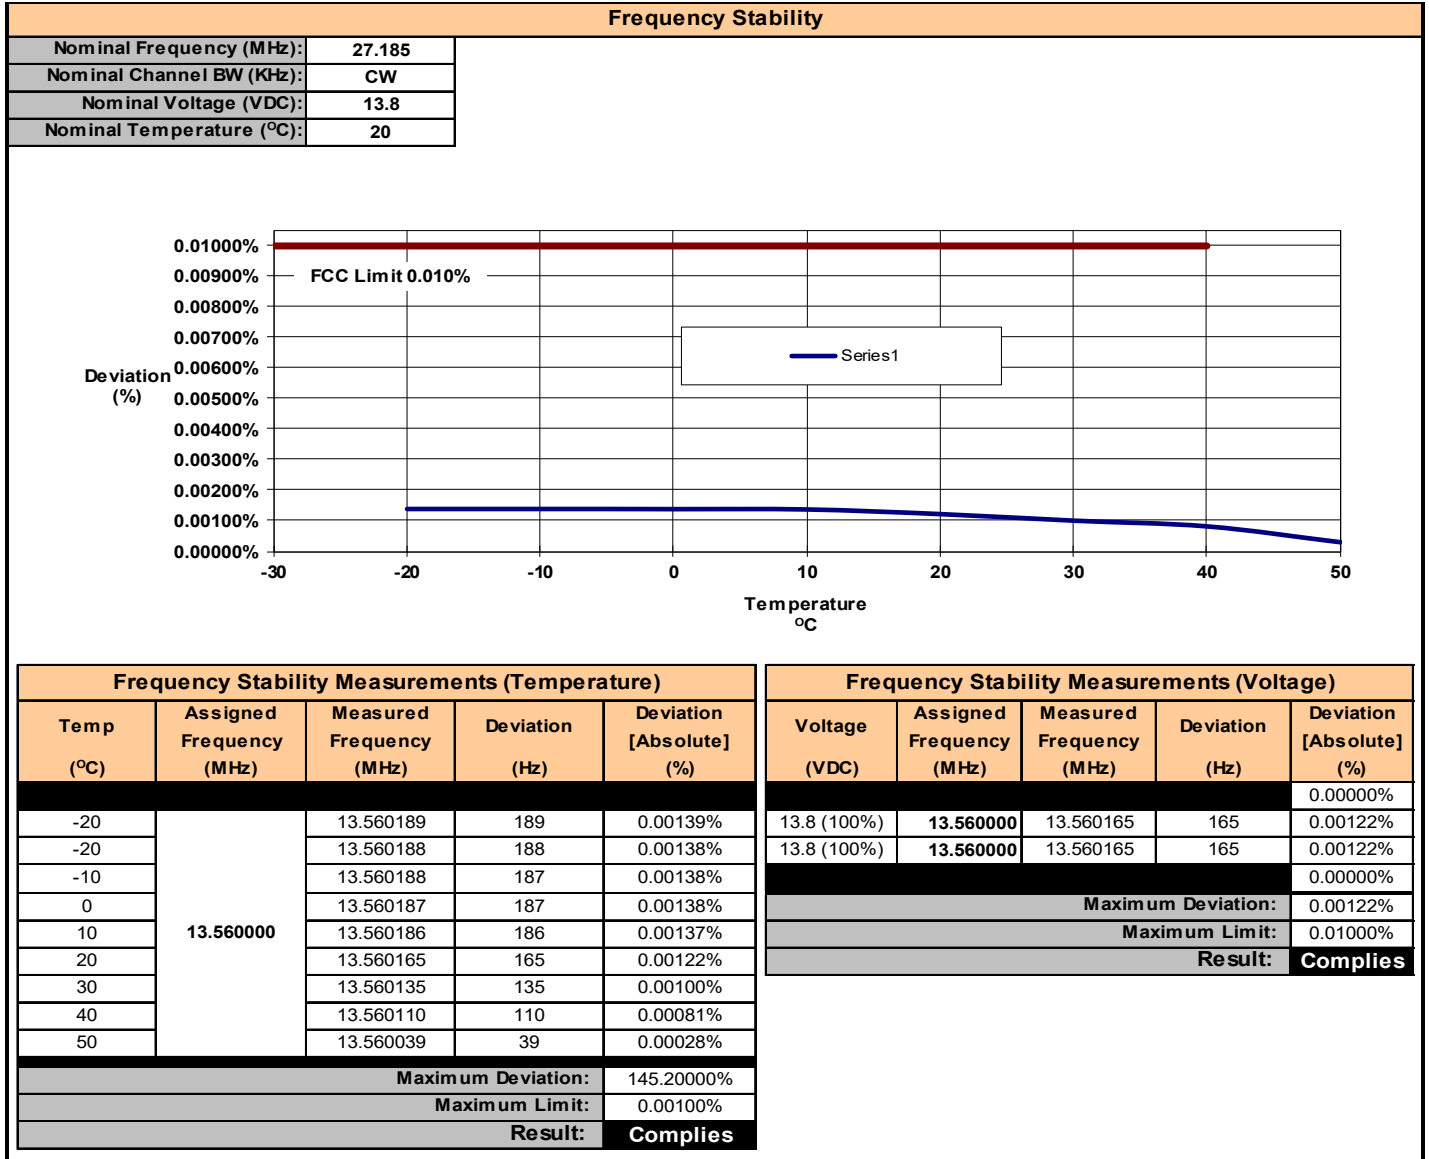 Frequency Stability
Nominal Frequency (MHz): 27.185
Nominal Channel BW (KHz): CW
Nominal Voltage (VDC): 13.8
Nominal Temperature (ᴼC): 20
0.01000%
0.00900%
0.00800%
0.00700%
0.00600%
0.00500%
0.00400%
0.00300%
0.00200%
0.00100%
0.00000%
Deviation
(%)
FCC Limit 0.010%
Series1
-30 -20 -10 0 10 20 30 40 50
Temperature
ᴼC
Frequency Stability Measurements (Temperature)
Temp Assigned Measured Deviation Deviation
Frequency Frequency [Absolute]
(ᴼC) (MHz) (MHz) (Hz) (%)
-20 13.560189 189 0.00139%
-20 13.560188 188 0.00138%
-10 13.560188 187 0.00138%
0 13.560187 187 0.00138%
10 13.560000 13.560186 186 0.00137%
20 13.560165 165 0.00122%
30 13.560135 135 0.00100%
40 13.560110 110 0.00081%
50 13.560039 39 0.00028%
Maximum Deviation: 145.20000%
Maximum Limit: 0.00100%
Result: Complies
Frequency Stability Measurements (Voltage)
Voltage Assigned Measured Deviation Deviation
Frequency Frequency [Absolute]
(VDC) (MHz) (MHz) (Hz) (%)
0.00000%
13.8 (100%) 13.560000 13.560165 165 0.00122%
13.8 (100%) 13.560000 13.560165 165 0.00122%
0.00000%
Maximum Deviation: 0.00122%
Maximum Limit: 0.01000%
Result: Complies